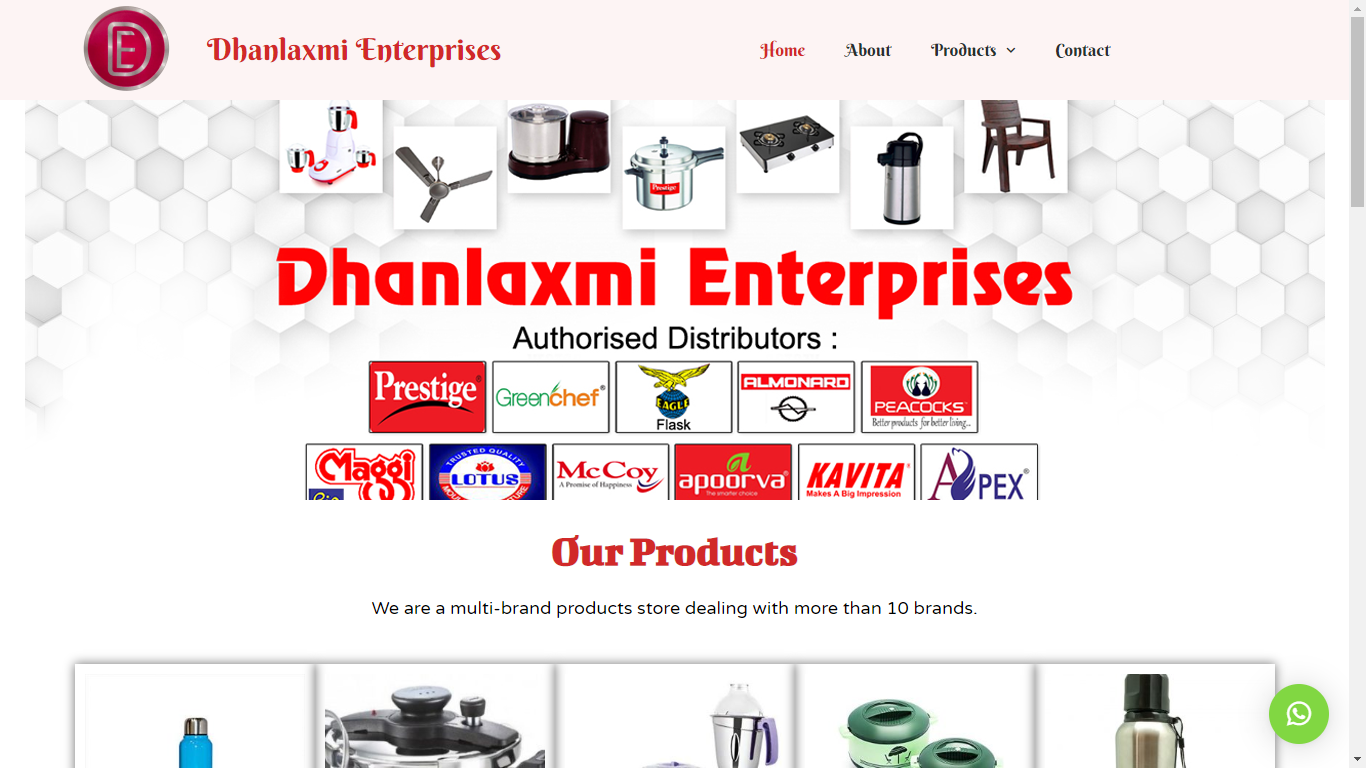 Dhanlaxmi Enterprises
Home About Products Contact
Prestige
Dhanlaxmi Enterprises
Authorised Distributors :
Prestige®
Greenchef®
EAGLE
Flask
ALMONARD
PEACOCKS
Better products for better living...
Maggi
TRUSTED QUALITY
LOTUS
McCoy
A Promise of Happiness
apoorva
The smarter choice
KAVITA®
Makes A Big Impression
APEX®
Our Products
We are a multi-brand products store dealing with more than 10 brands.